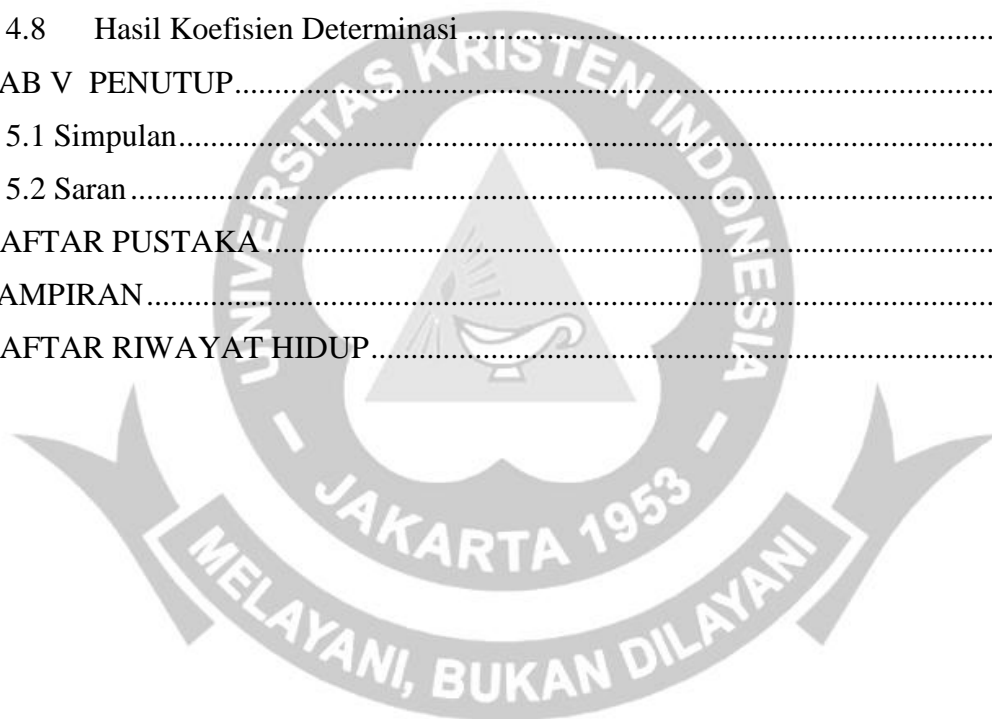 4.8 Hasil Koefisien Determinasi ..........................................................................
AB V PENUTUP ..........................................................................
5.1 Simpulan ..........................................................................
5.2 Saran ..........................................................................
AFTAR PUSTAKA ..........................................................................
AMPIRAN ..........................................................................
AFTAR RIWAYAT HIDUP ..........................................................................
UNIVERSITAS KRISTEN INDONESIA
- JAKARTA 1953 -
MELAYANI, BUKAN DILAYANI